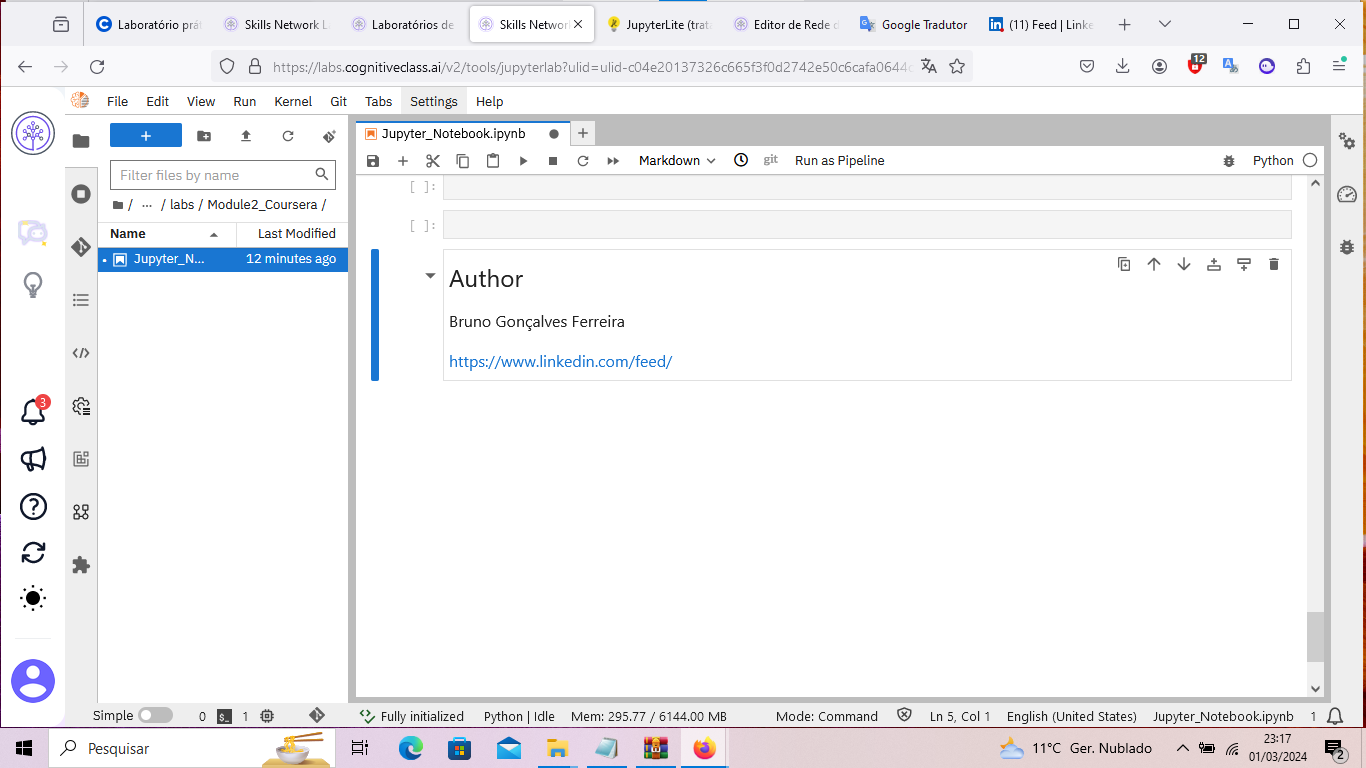 Laboratório prát
Skills Network L
Laboratórios de
Skills Network
JupyterLite (trata
Editor de Rede d
Google Tradutor
(11) Feed | Linke
https://labs.cognitiveclass.ai/v2/tools/jupyterlab?ulid=ulid-c04e20137326c665f3f0d2742e50c6cafa0644c
12
File Edit View Run Kernel Git Tabs Settings Help
Jupyter_Notebook.ipynb
Markdown git Run as Pipeline Python
Filter files by name
/ ... / labs / Module2_Coursera /
Name Last Modified
Jupyter_N... 12 minutes ago
[ ]:
[ ]:
Author
Bruno Gonçalves Ferreira
https://www.linkedin.com/feed/
3
Simple 0 $_ 1 Fully initialized Python | Idle Mem: 295.77 / 6144.00 MB Mode: Command Ln 5, Col 1 English (United States) Jupyter_Notebook.ipynb 1
Pesquisar
11°C Ger. Nublado
23:17
01/03/2024
2